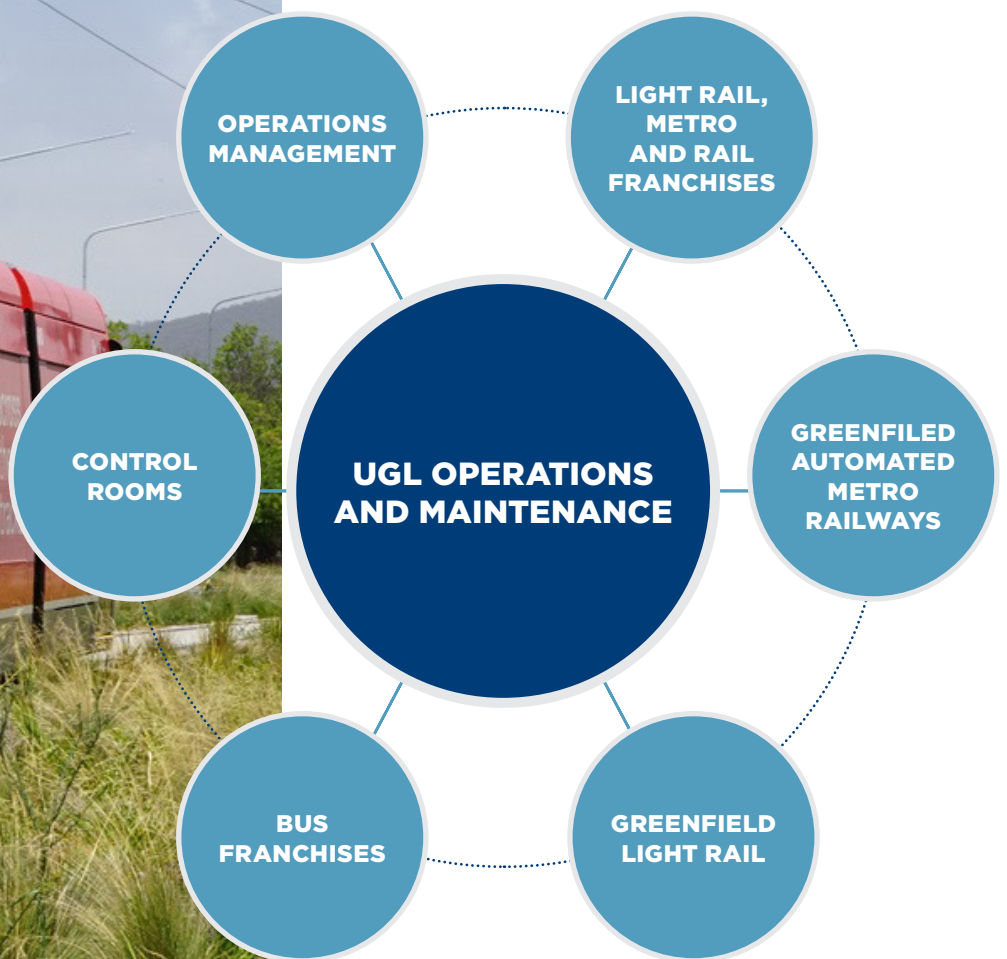 OPERATIONS
MANAGEMENT
LIGHT RAIL,
METRO
AND RAIL
FRANCHISES
CONTROL
ROOMS
UGL OPERATIONS
AND MAINTENANCE
GREENFILED
AUTOMATED
METRO
RAILWAYS
BUS
FRANCHISES
GREENFIELD
LIGHT RAIL